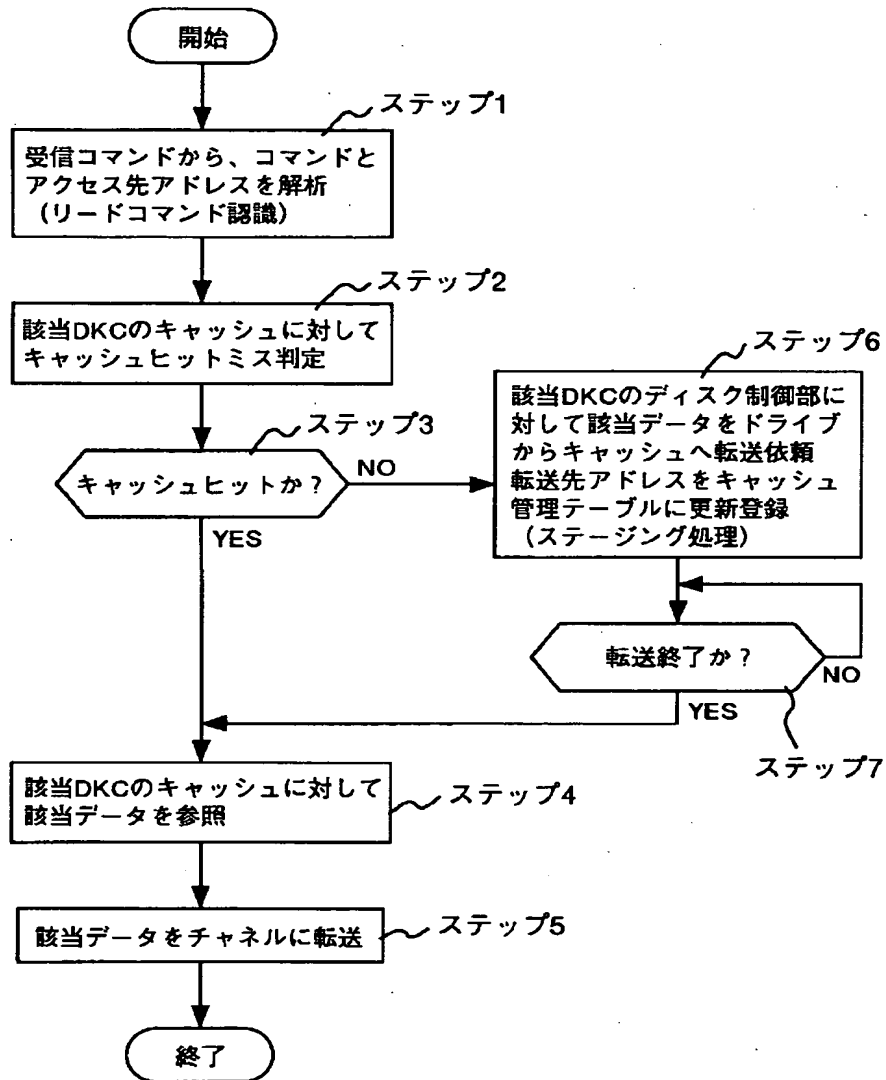 開始
ステップ1
受信コマンドから、コマンドと
アクセス先アドレスを解析
（リードコマンド認識）
ステップ2
該当DKCのキャッシュに対して
キャッシュヒットミス判定
ステップ3
キャッシュヒットか？
NO
YES
ステップ6
該当DKCのディスク制御部に
対して該当データをドライブ
からキャッシュへ転送依頼
転送先アドレスをキャッシュ
管理テーブルに更新登録
（ステージング処理）
転送終了か？
NO
YES
ステップ7
該当DKCのキャッシュに対して
該当データを参照
ステップ4
該当データをチャネルに転送
ステップ5
終了